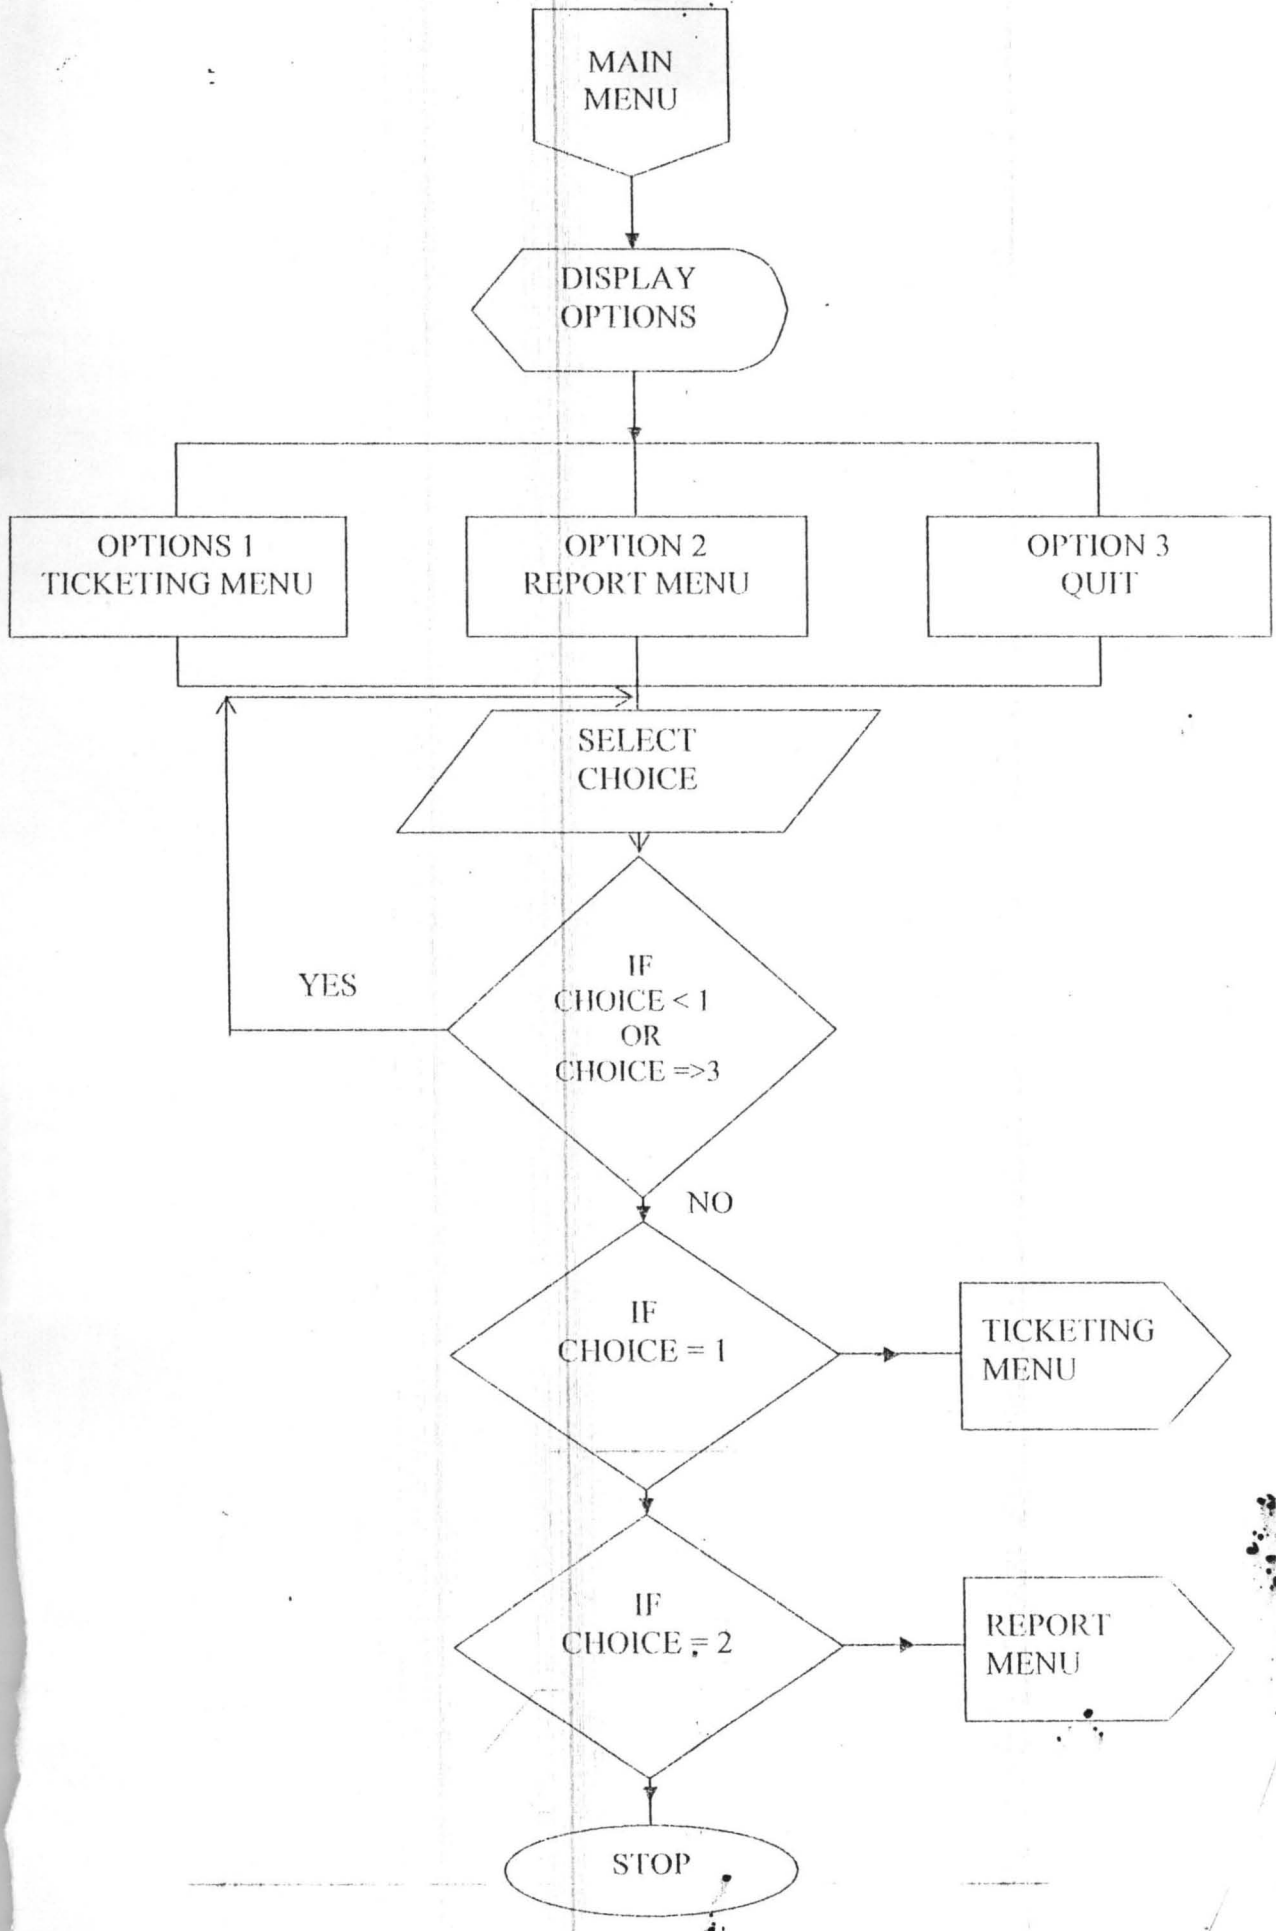 MAIN
MENU
DISPLAY
OPTIONS
OPTIONS 1
TICKETING MENU
OPTION 2
REPORT MENU
OPTION 3
QUIT
SELECT
CHOICE
YES
IF
CHOICE < 1
OR
CHOICE =>3
NO
IF
CHOICE = 1
TICKETING
MENU
IF
CHOICE = 2
REPORT
MENU
STOP